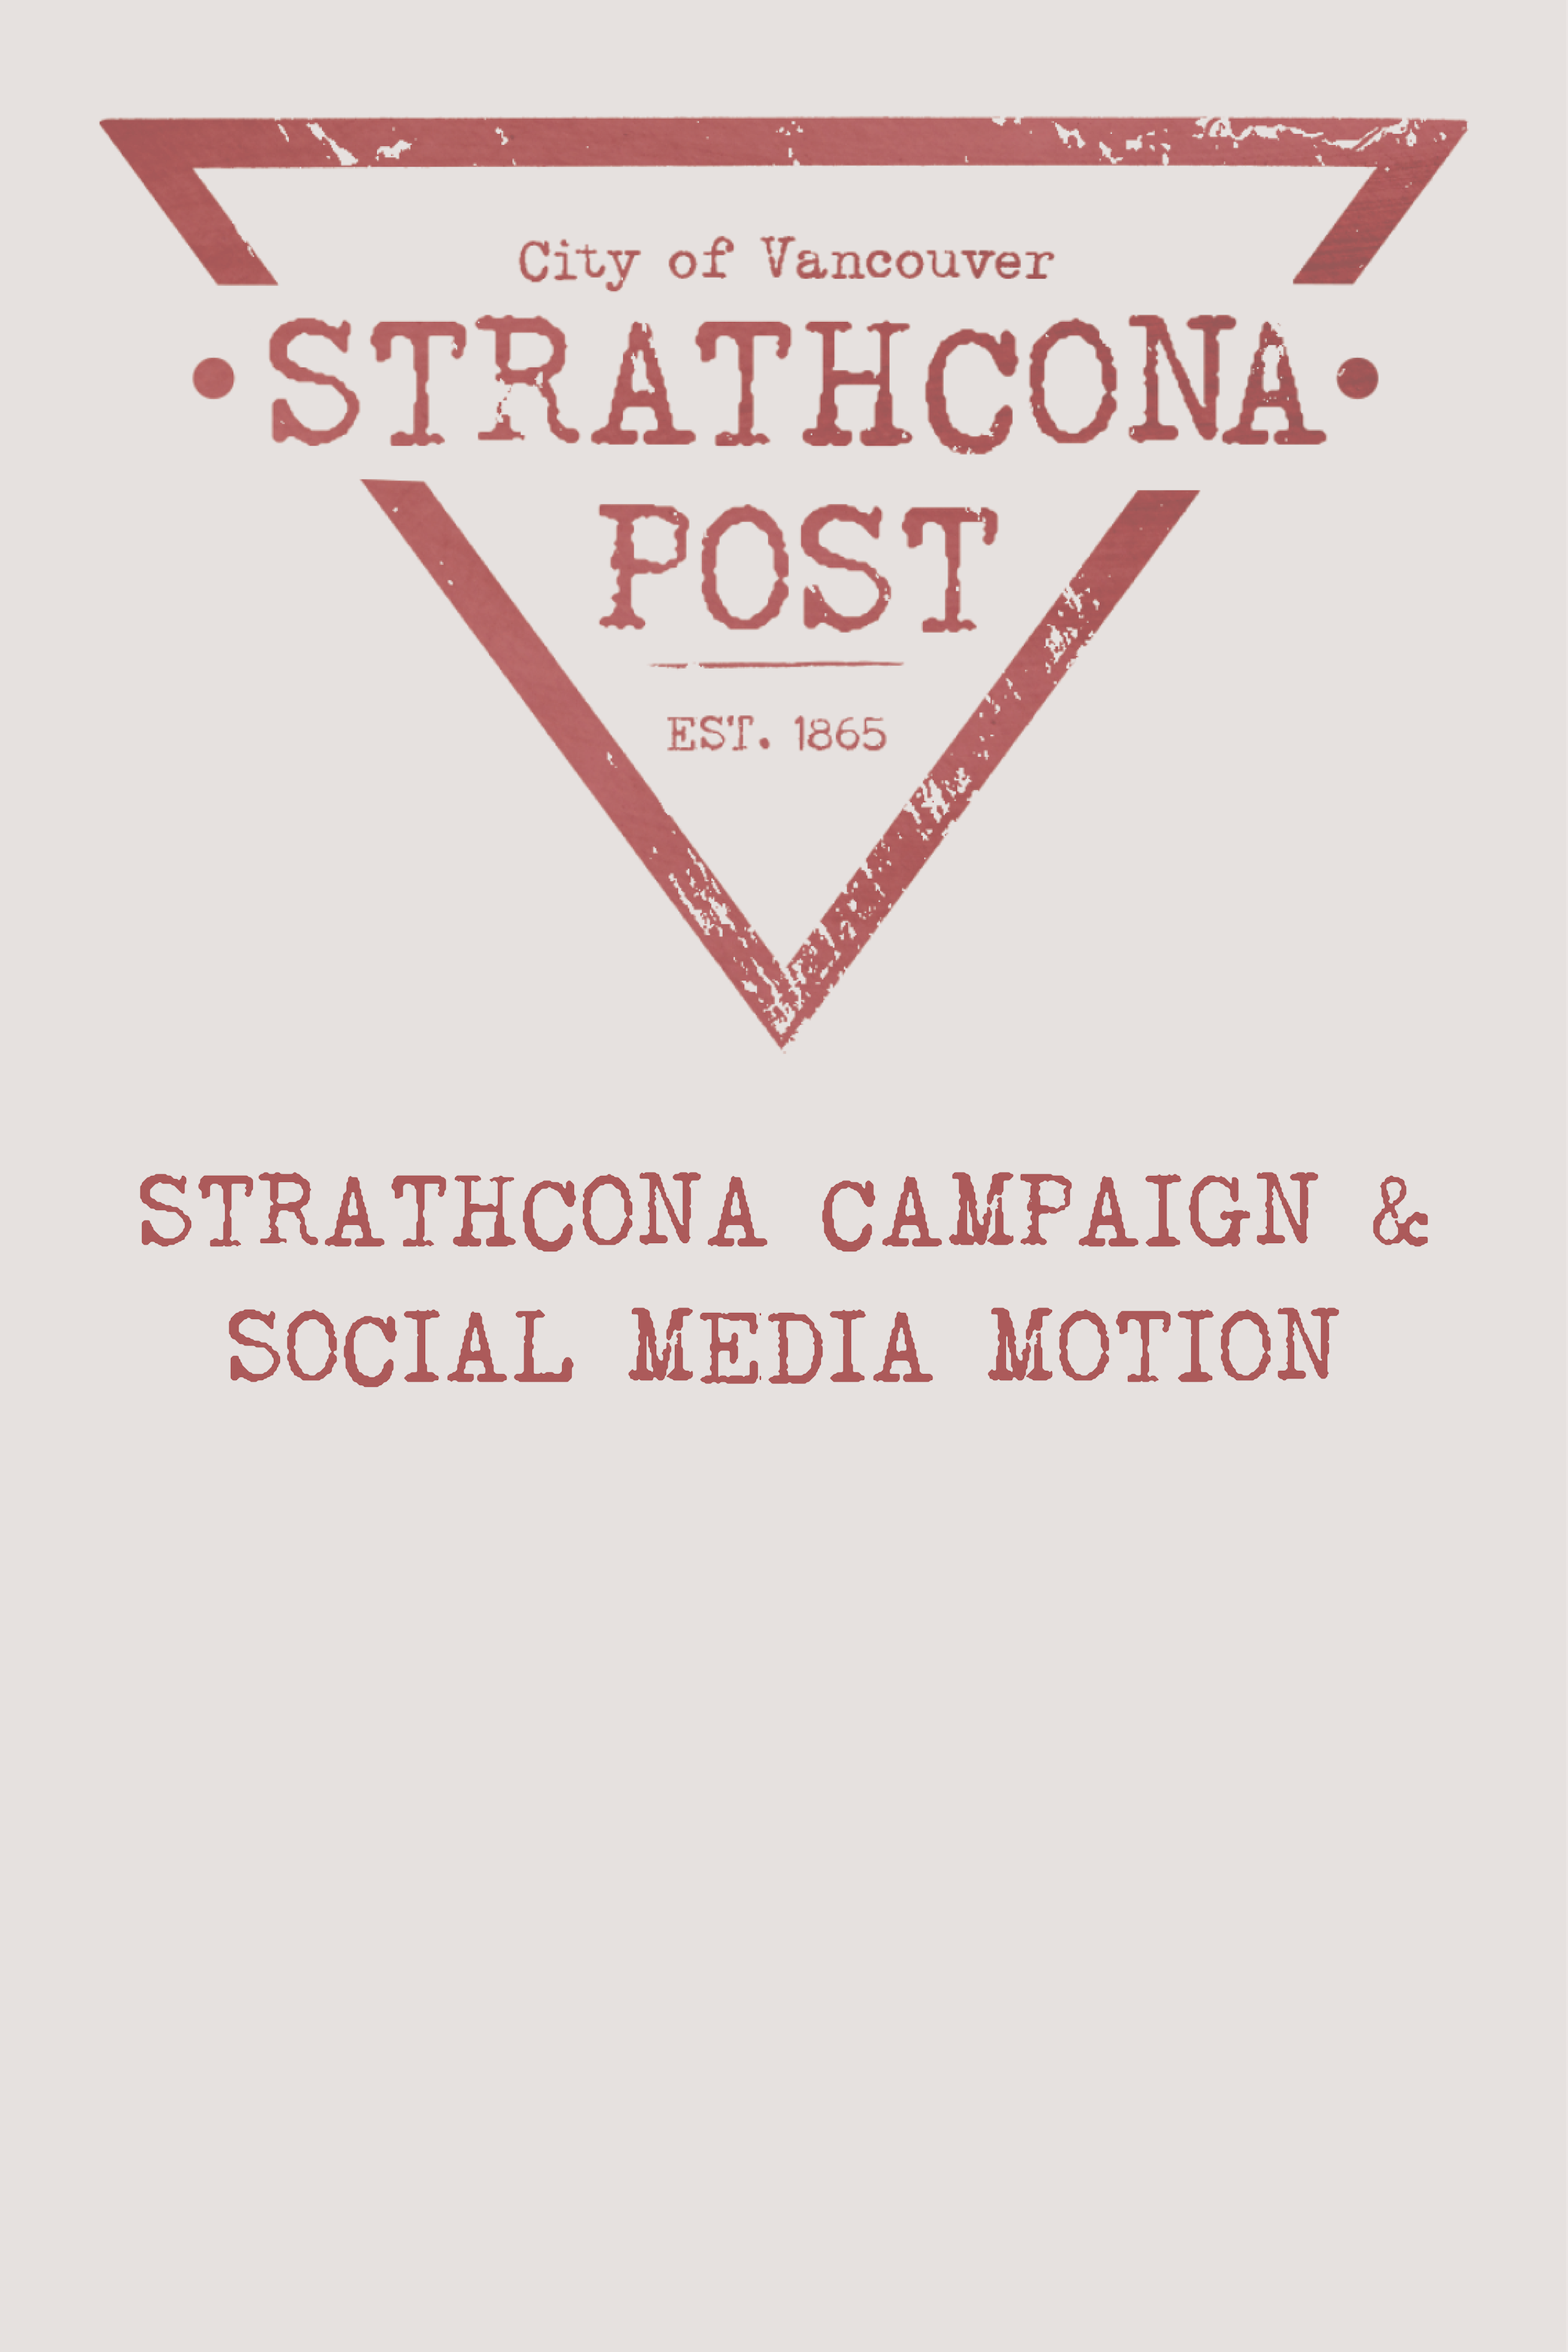 City of Vancouver
•STRATHCONA•
POST
EST. 1865
STRATHCONA CAMPAIGN &
SOCIAL MEDIA MOTION